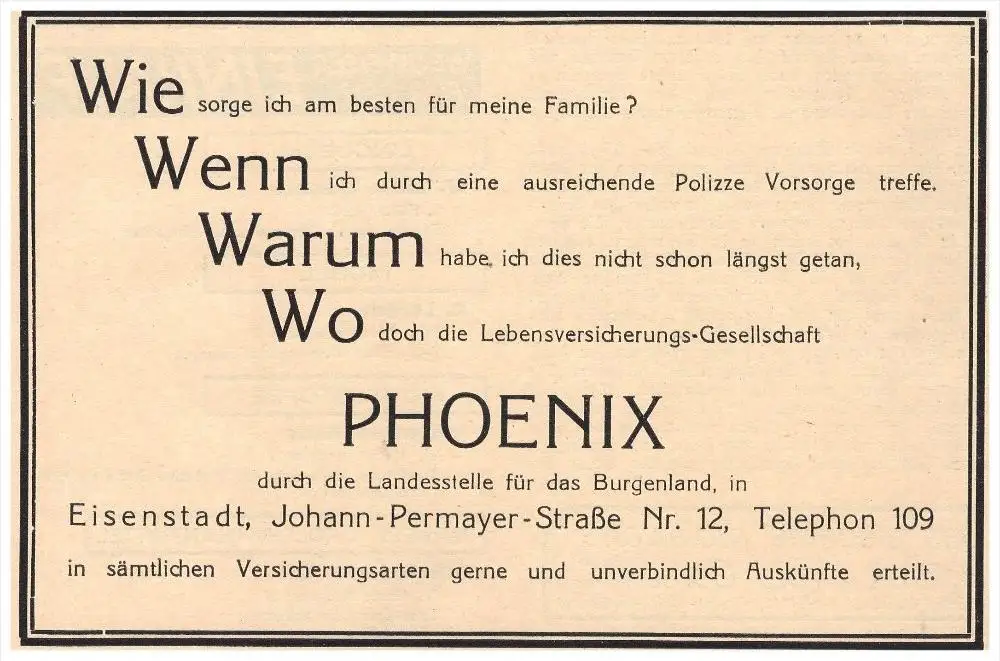 Wie sorge ich am besten für meine Familie?
Wenn ich durch eine ausreichende Polizze Vorsorge treffe.
Warum habe ich dies nicht schon längst getan,
Wo doch die Lebensversicherungs-Gesellschaft
PHOENIX
durch die Landesstelle für das Burgenland, in
Eisenstadt, Johann-Permayer-Straße Nr. 12, Telephon 109
in sämtlichen Versicherungsarten gerne und unverbindlich Auskünfte erteilt.